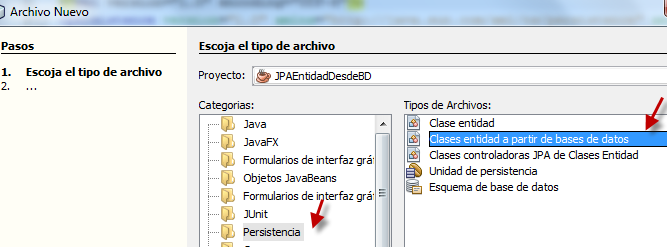 Archivo Nuevo
Pasos
1. Escoja el tipo de archivo
2. ...
Escoja el tipo de archivo
Proyecto: JPAEntidadDesdeBD
Categorías:
Java
JavaFX
Formularios de interfaz grá
Objetos JavaBeans
Formularios de interfaz grá
JUnit
Persistencia
Tipos de Archivos:
Clase entidad
Clases entidad a partir de bases de datos
Clases controladoras JPA de Clases Entidad
Unidad de persistencia
Esquema de base de datos